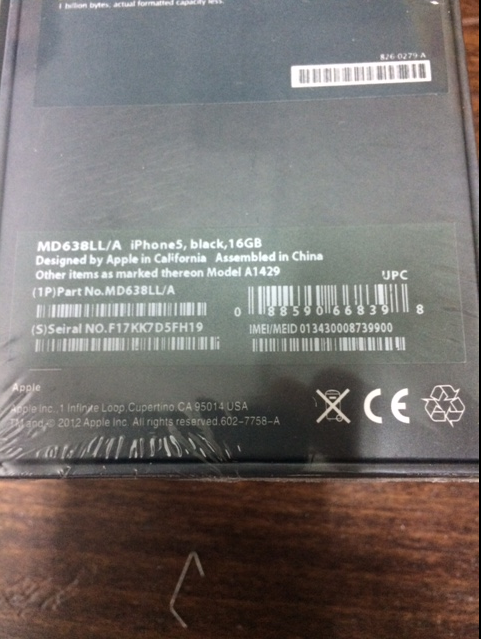 1 billion bytes, actual formatted capacity less.
826-0279-A
MD638LL/A iPhone5, black,16GB
Designed by Apple in California Assembled in China
Other items as marked thereon Model A1429
UPC
(1P)Part No.MD638LL/A
0 88590 66839 8
(S)Seiral NO.F17KK7D5FH19
IMEI/MEID 013430008739900
Apple
Apple Inc.,1 Infinite Loop,Cupertino.CA 95014 USA
TM and © 2012 Apple Inc. All rights reserved.602-7758-A
CE